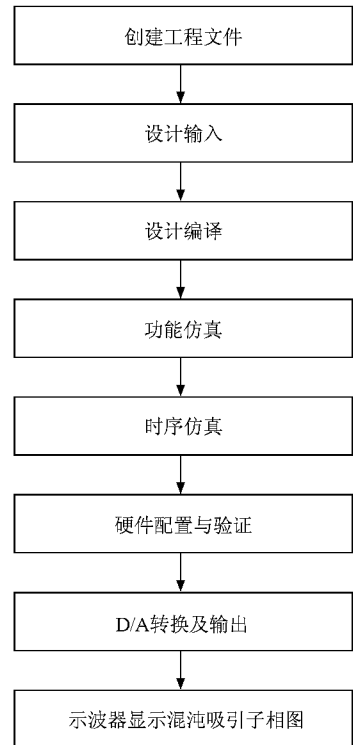 创建工程文件
设计输入
设计编译
功能仿真
时序仿真
硬件配置与验证
D/A转换及输出
示波器显示混沌吸引子相图